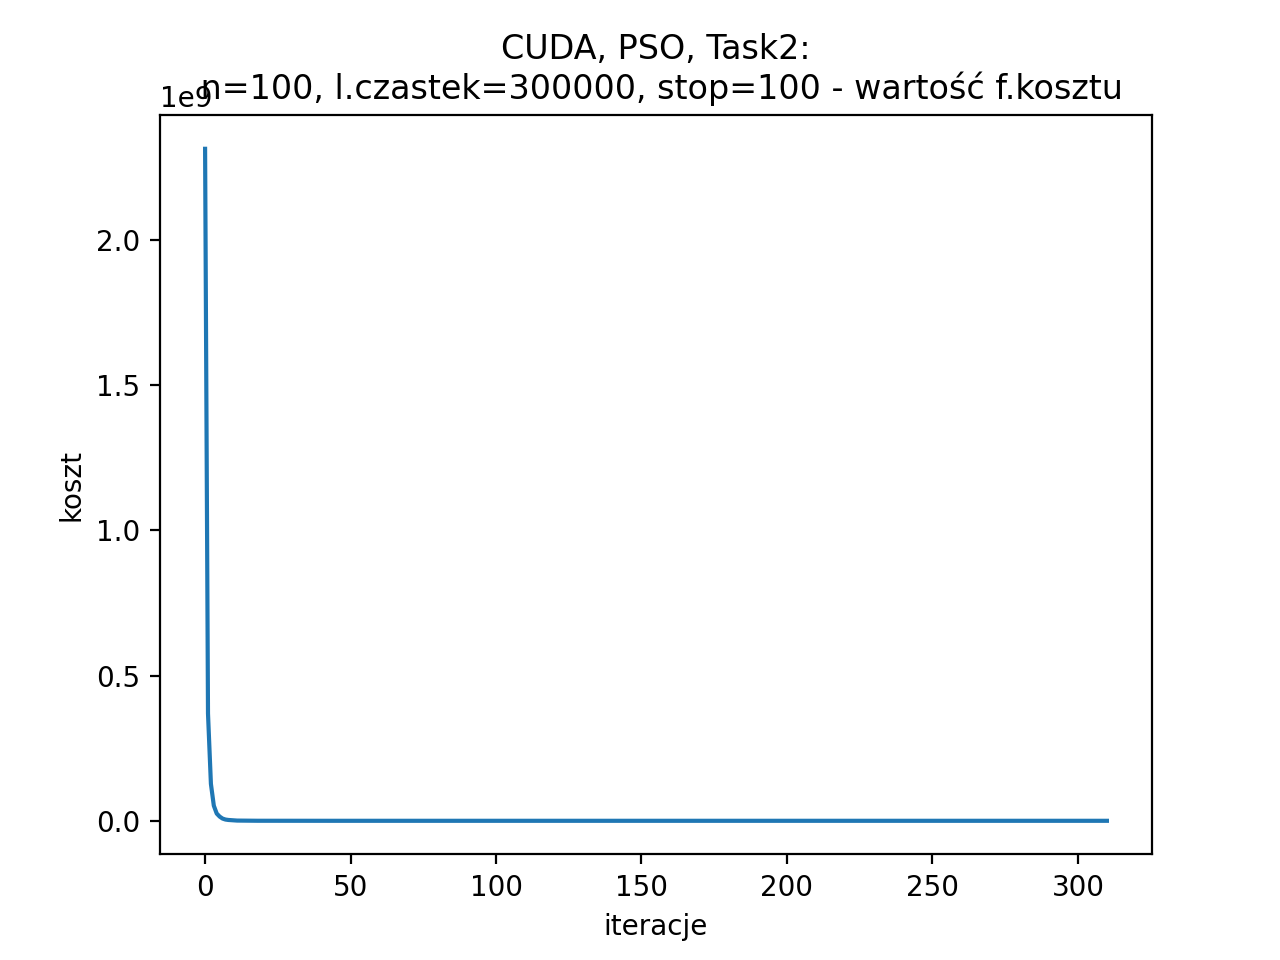 CUDA, PSO, Task2:
n=100, l.czastek=300000, stop=100 - wartość f.kosztu
1e9
2.0
1.5
1.0
0.5
0.0
koszt
0 50 100 150 200 250 300
iteracje